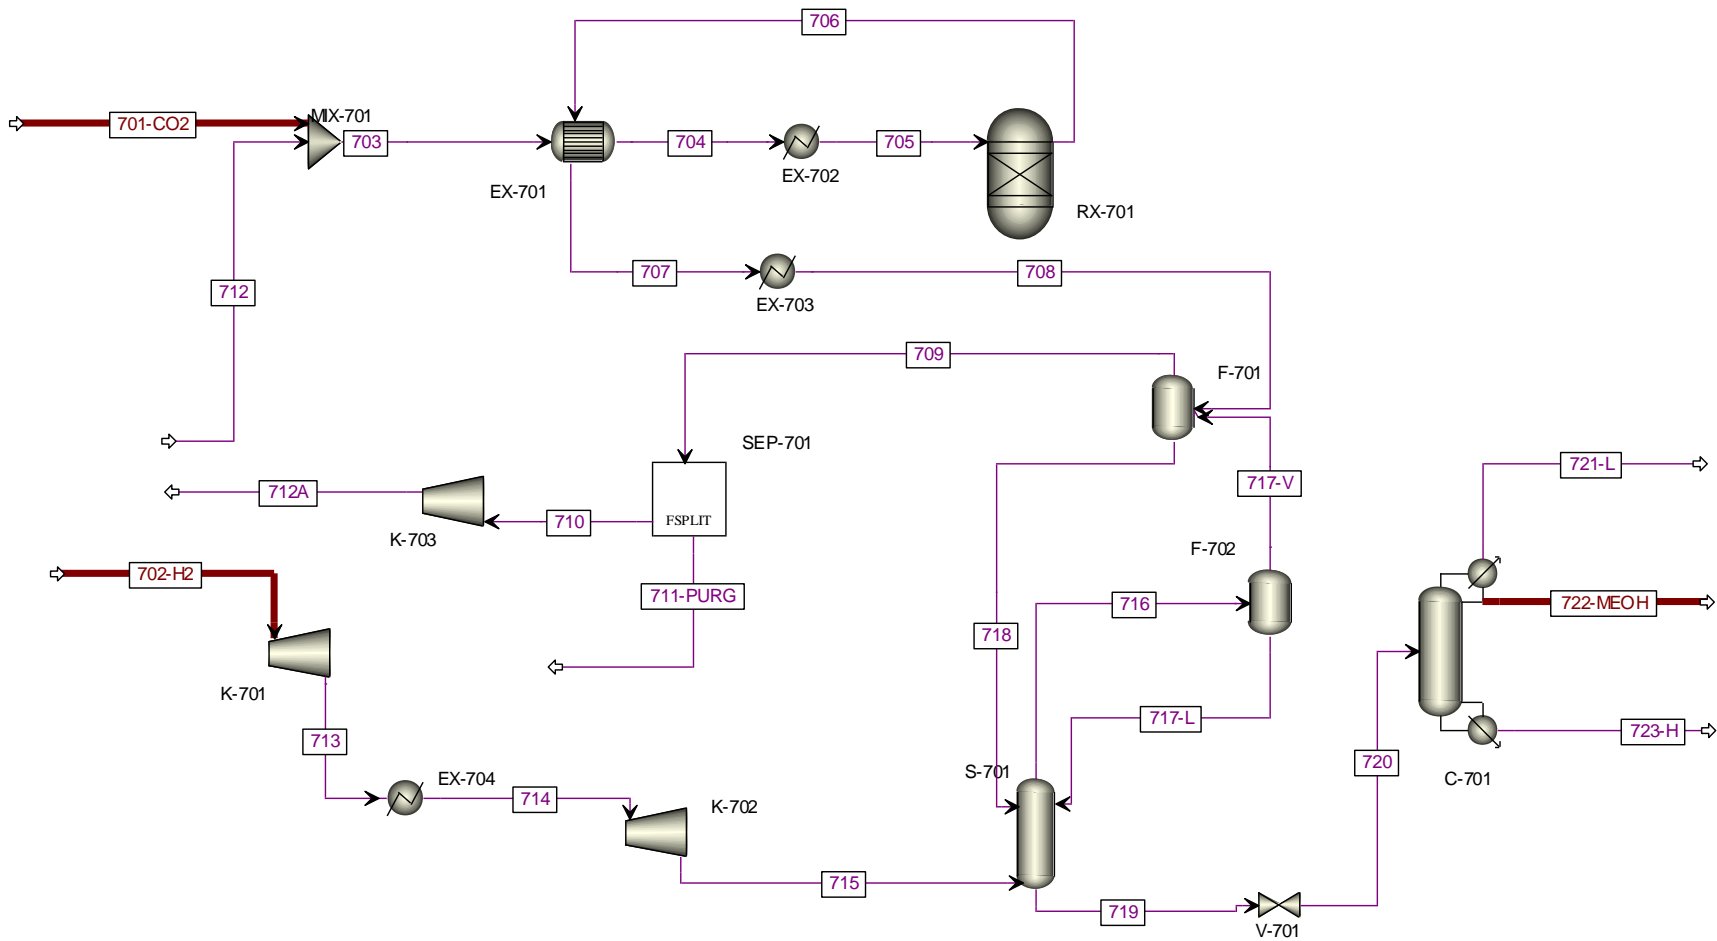 706
701-CO2
MIX-701
703
704
705
EX-701
EX-702
RX-701
707
708
EX-703
712
709
F-701
SEP-701
FSPLIT
721-L
717-V
712A
710
K-703
F-702
702-H2
711-PURG
716
722-MEOH
718
K-701
717-L
723-H
713
720
S-701
C-701
EX-704
714
K-702
715
719
V-701